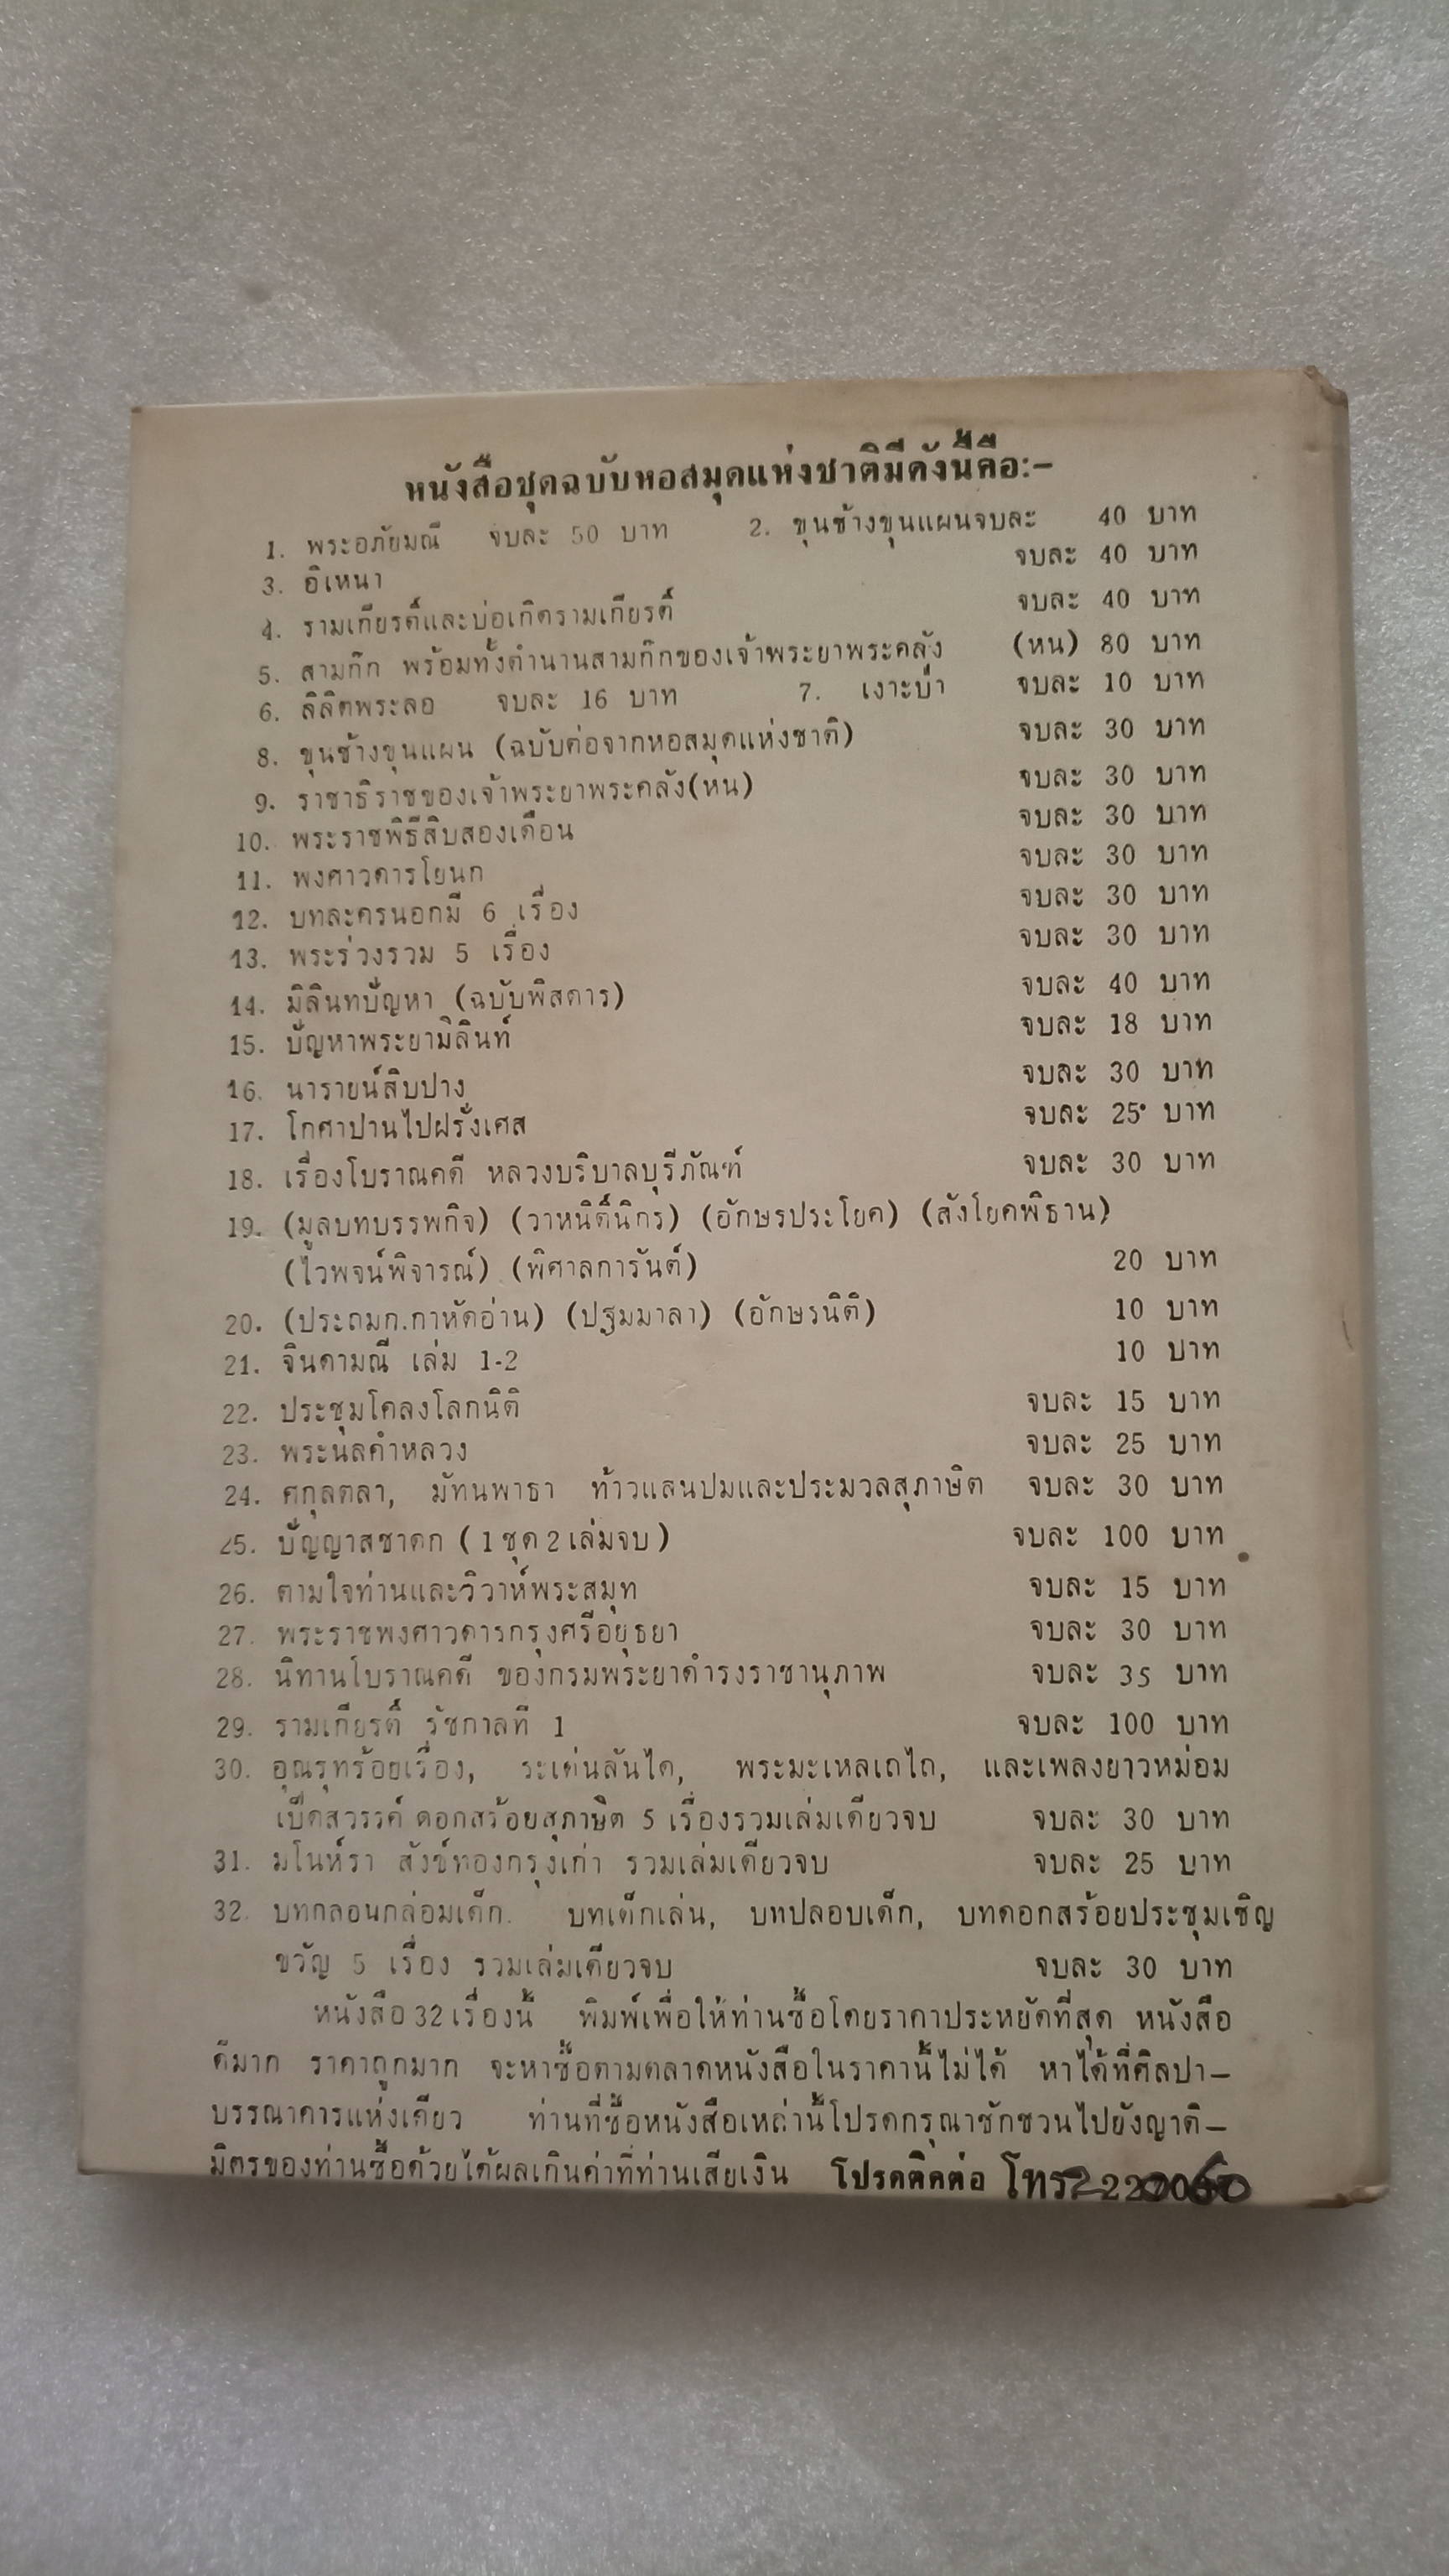 หนังสือชุดฉบับหอสมุดแห่งชาติมีดังนี้คือ:–
1. พระอภัยมณี จบละ 50 บาท 2. ขุนช้างขุนแผนจบละ 40 บาท
3. อิเหนา จบละ 40 บาท
4. รามเกียรติ์และบ่อเกิดรามเกียรติ์ จบละ 40 บาท
5. สามก๊ก พร้อมทั้งตำนานสามก๊กของเจ้าพระยาพระคลัง (หน) 80 บาท
6. ลิลิตพระลอ จบละ 16 บาท 7. เงาะป่า จบละ 10 บาท
8. ขุนช้างขุนแผน (ฉบับต่อจากหอสมุดแห่งชาติ) จบละ 30 บาท
9. ราชาธิราชของเจ้าพระยาพระคลัง(หน) จบละ 30 บาท
10. พระราชพิธีสิบสองเดือน จบละ 30 บาท
11. พงศาวดารโยนก จบละ 30 บาท
12. บทละครนอกมี 6 เรื่อง จบละ 30 บาท
13. พระร่วงรวม 5 เรื่อง จบละ 30 บาท
14. มิลินทปัญหา (ฉบับพิสดาร) จบละ 40 บาท
15. ปัญหาพระยามิลินท์ จบละ 18 บาท
16. นารายน์สิบปาง จบละ 30 บาท
17. โกศาปานไปฝรั่งเศส จบละ 25 บาท
18. เรื่องโบราณคดี หลวงบริบาลบุรีภัณฑ์ จบละ 30 บาท
19. (มูลบทบรรพกิจ) (วาหนิติ์นิกร) (อักษรประโยค) (สังโยคพิธาน)
(ไวพจน์พิจารณ์) (พิศาลการันต์) 20 บาท
20. (ประถมก.กาหัดอ่าน) (ปฐมมาลา) (อักษรนิติ) 10 บาท
21. จินดามณี เล่ม 1-2 10 บาท
22. ประชุมโคลงโลกนิติ จบละ 15 บาท
23. พระนลคำหลวง จบละ 25 บาท
24. ศกุลตลา, มัทนพาธา ท้าวแสนปมและประมวลสุภาษิต จบละ 30 บาท
25. ปัญญาสชาดก (1 ชุด 2 เล่มจบ) จบละ 100 บาท
26. ตามใจท่านและวิวาห์พระสมุท จบละ 15 บาท
27. พระราชพงศาวดารกรุงศรีอยุธยา จบละ 30 บาท
28. นิทานโบราณคดี ของกรมพระยาดำรงราชานุภาพ จบละ 35 บาท
29. รามเกียรติ์ รัชกาลที่ 1 จบละ 100 บาท
30. อุณรุทร้อยเรื่อง, ระเด่นลันได, พระมะเหลเถไถ, และเพลงยาวหม่อม
เป็ดสวรรค์ ดอกสร้อยสุภาษิต 5 เรื่องรวมเล่มเดียวจบ จบละ 30 บาท
31. มโนห์รา สังข์ทองกรุงเก่า รวมเล่มเดียวจบ จบละ 25 บาท
32. บทกลอนกล่อมเด็ก. บทเด็กเล่น, บทปลอบเด็ก, บทดอกสร้อยประชุมเชิญ
ขวัญ 5 เรื่อง รวมเล่มเดียวจบ จบละ 30 บาท
หนังสือ 32 เรื่องนี้ พิมพ์เพื่อให้ท่านซื้อโดยราคาประหยัดที่สุด หนังสือ
ดีมาก ราคาถูกมาก จะหาซื้อตามตลาดหนังสือในราคานี้ไม่ได้ หาได้ที่ศิลปา–
บรรณาคารแห่งเดียว ท่านที่ซื้อหนังสือเหล่านี้โปรดกรุณาชักชวนไปยังญาติ–
มิตรของท่านซื้อด้วยได้ผลเกินค่าที่ท่านเสียเงิน โปรดติดต่อ โทร.